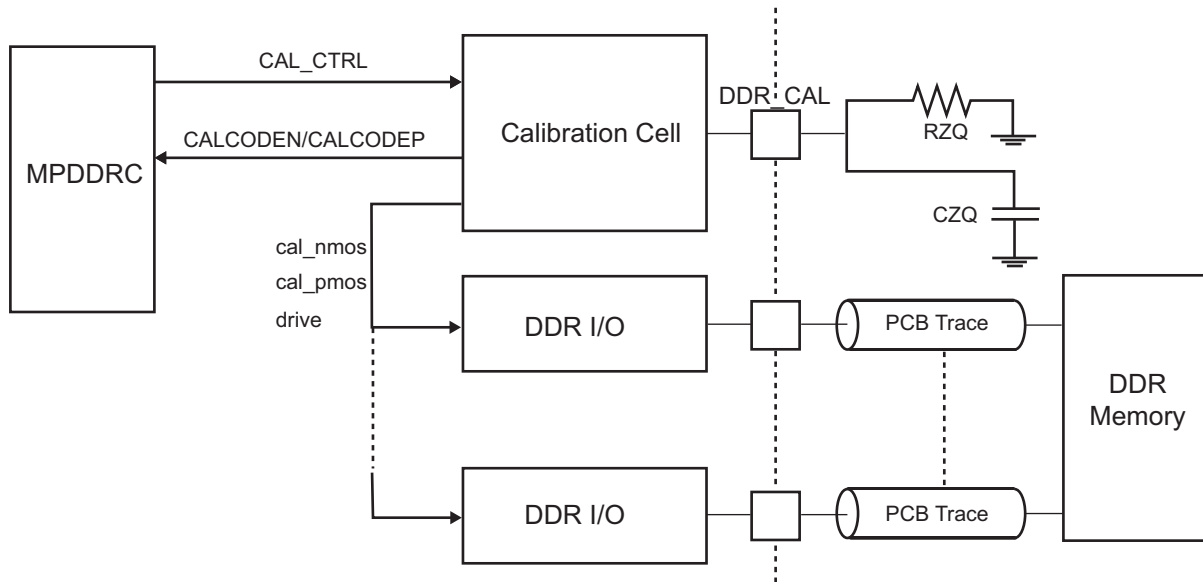 MPDDRC
CAL_CTRL
CALCODEN/CALCODEP
Calibration Cell
DDR_CAL
RZQ
CZQ
cal_nmos
cal_pmos
drive
DDR I/O
PCB Trace
DDR
Memory
DDR I/O
PCB Trace